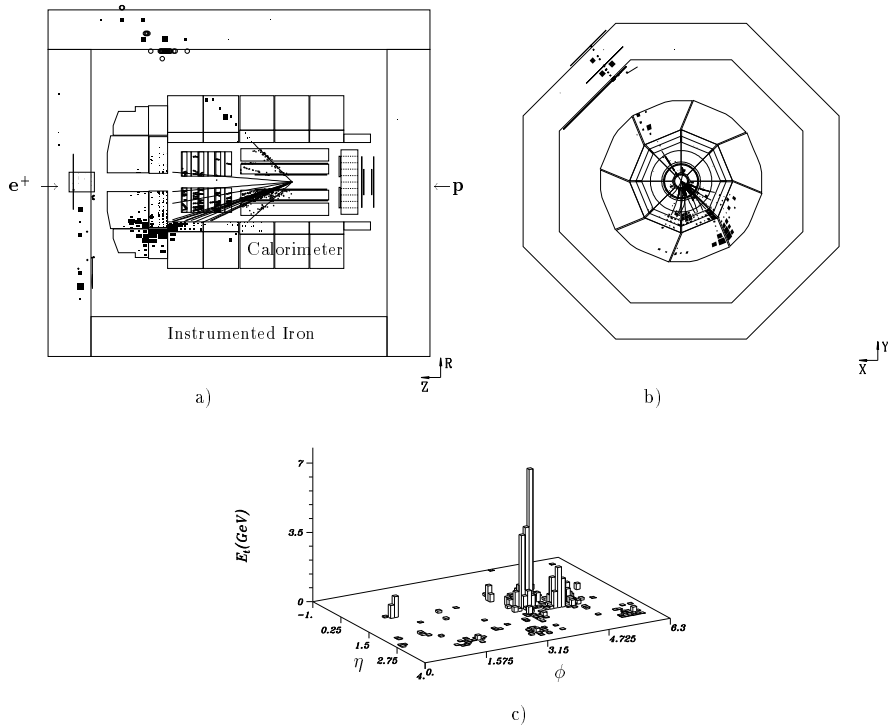 e+
p
Calorimeter
Instrumented Iron
R
Z
a)
Y
X
b)
Et(GeV)
7
3.5
0
-1.
0.25
1.5
2.75
4.
η
0.
1.575
3.15
4.725
6.3
φ
c)